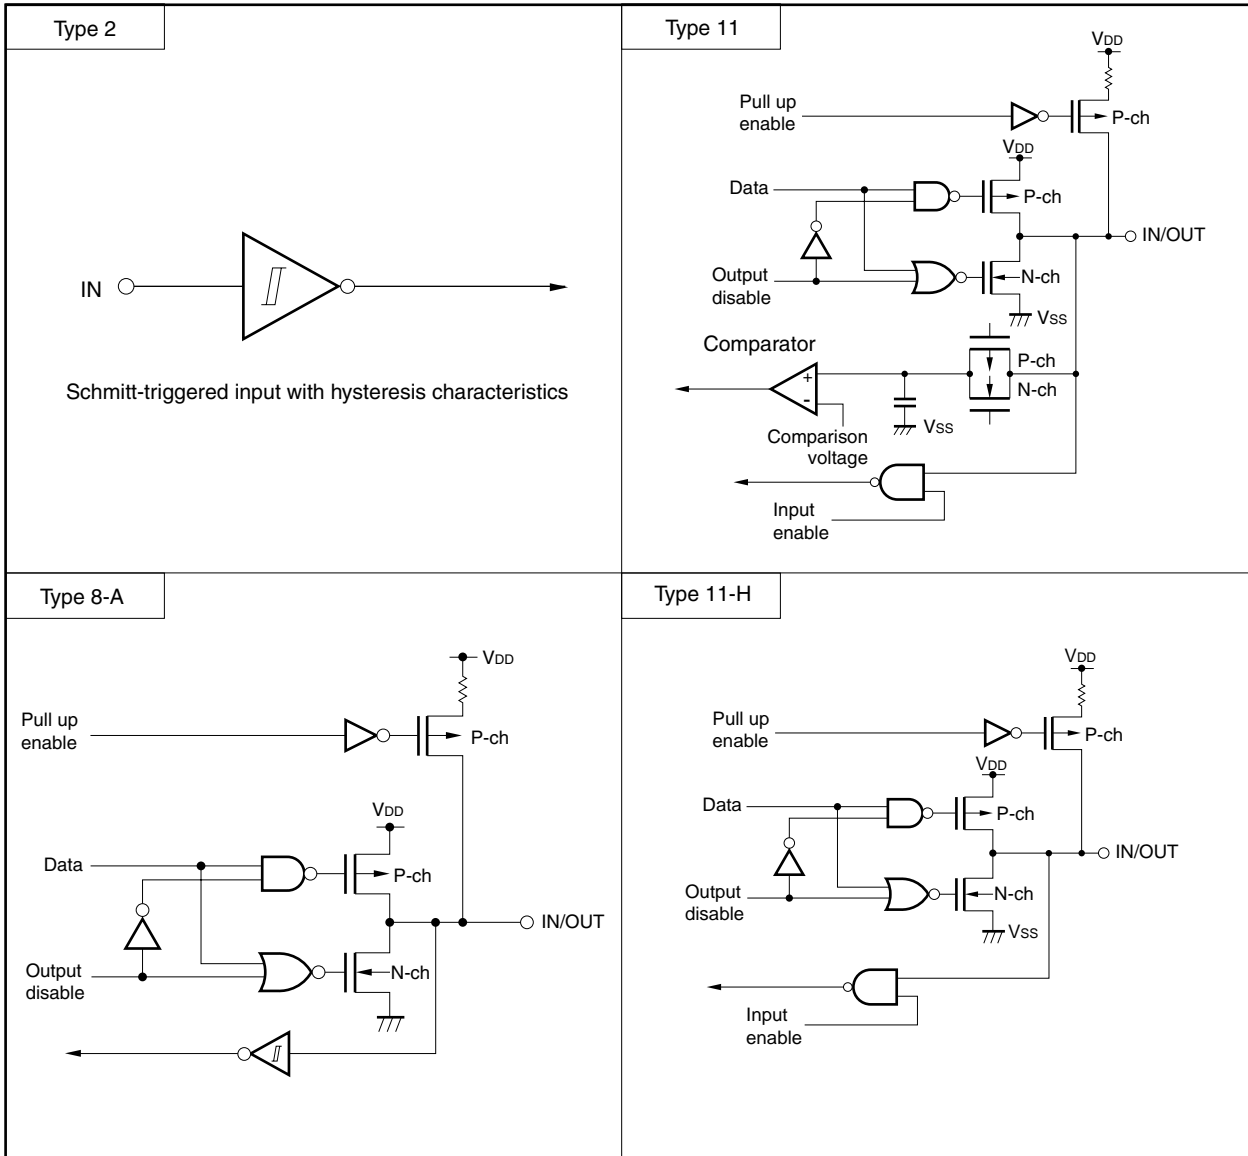 Type 2
IN
Schmitt-triggered input with hysteresis characteristics
Type 11
VDD
Pull up
enable
P-ch
VDD
Data
P-ch
IN/OUT
Output
disable
N-ch
VSS
Comparator
P-ch
N-ch
+
-
VSS
Comparison
voltage
Input
enable
Type 8-A
VDD
Pull up
enable
P-ch
VDD
Data
P-ch
IN/OUT
Output
disable
N-ch
Type 11-H
VDD
Pull up
enable
P-ch
VDD
Data
P-ch
IN/OUT
Output
disable
N-ch
VSS
Input
enable